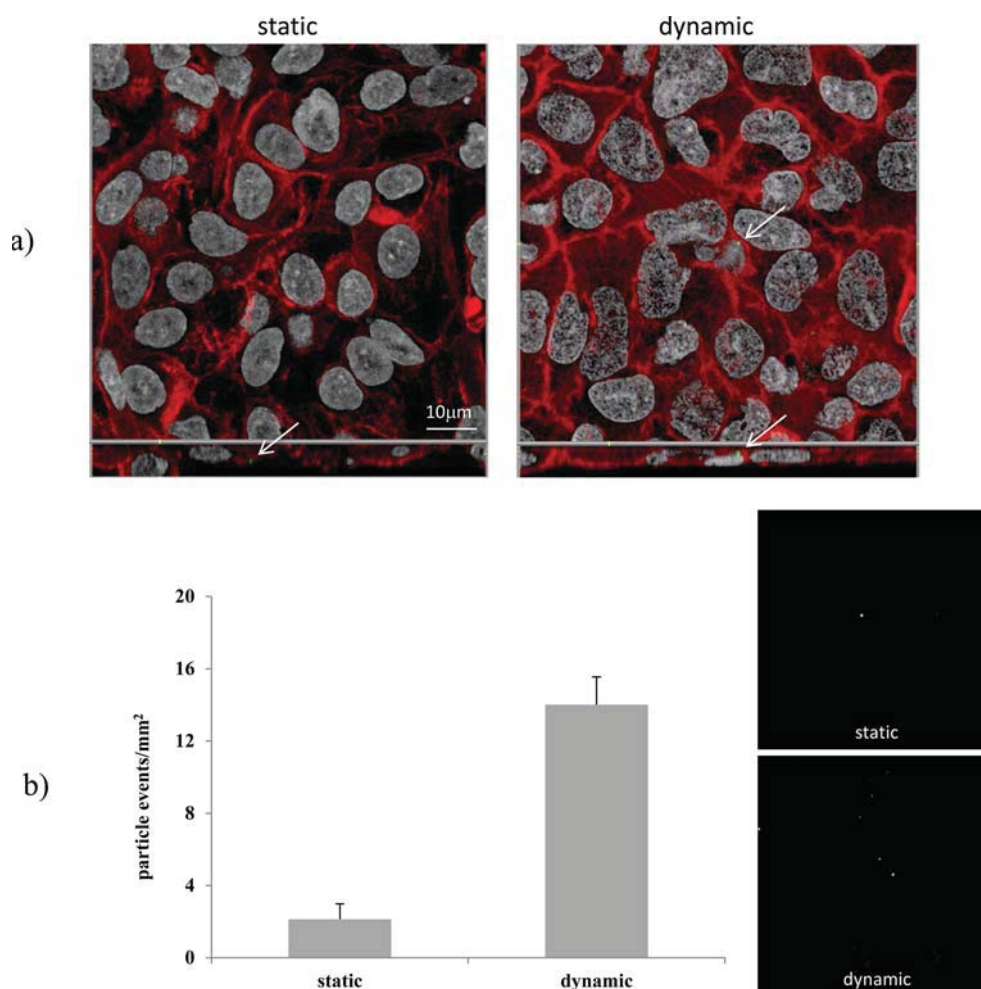 static
dynamic
a)
10μm
b)
particle events/mm²
20
16
12
8
4
0
static
dynamic
static
dynamic